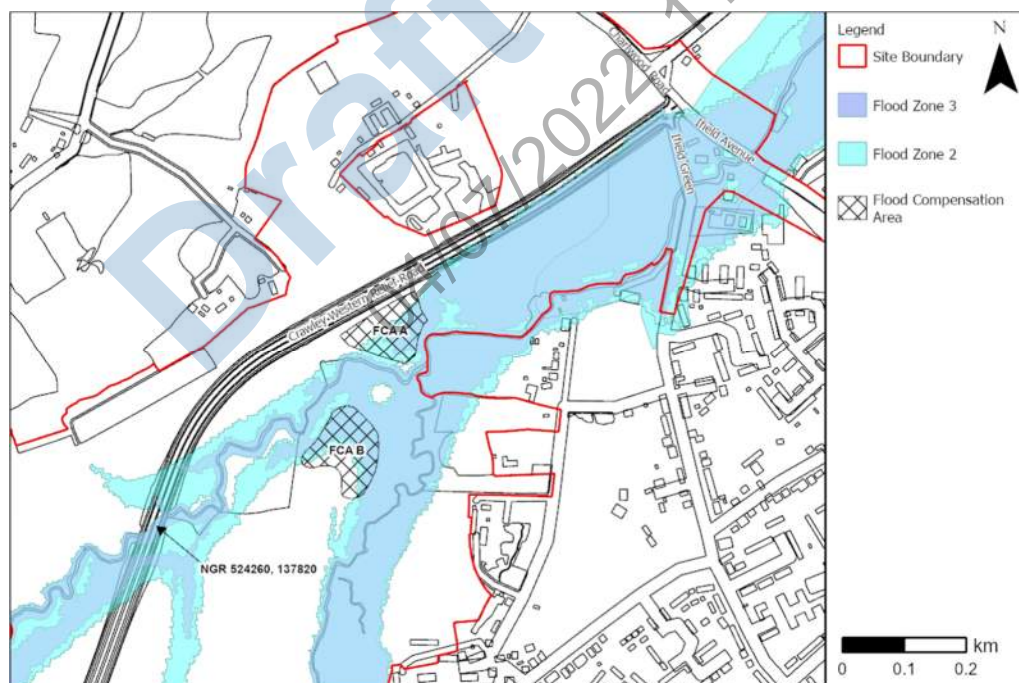 Draft
Charlwood Road
Ifield Avenue
Ifield Green
Crawley Western Relief Road
FCA A
FCA B
NGR 524260, 137820
Legend
N
Site Boundary
Flood Zone 3
Flood Zone 2
Flood Compensation
Area
km
0 0.1 0.2